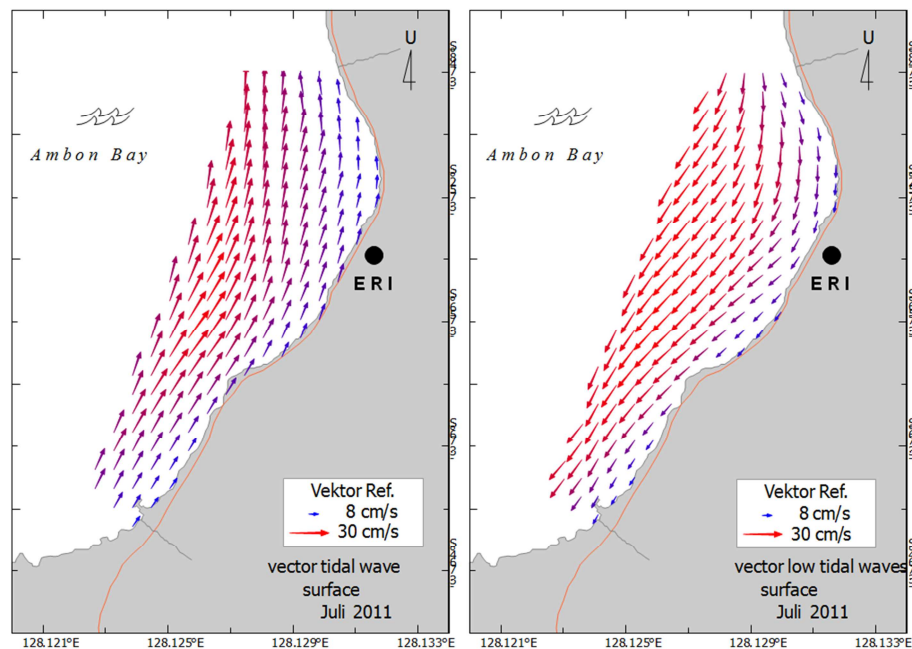 U
Ambon Bay
ERI
Vektor Ref.
8 cm/s
30 cm/s
vector tidal wave
surface
Juli 2011
128.121°E
128.125°E
128.129°E
128.133°E
U
Ambon Bay
ERI
Vektor Ref.
8 cm/s
30 cm/s
vector low tidal waves
surface
Juli 2011
128.121°E
128.125°E
128.129°E
128.133°E